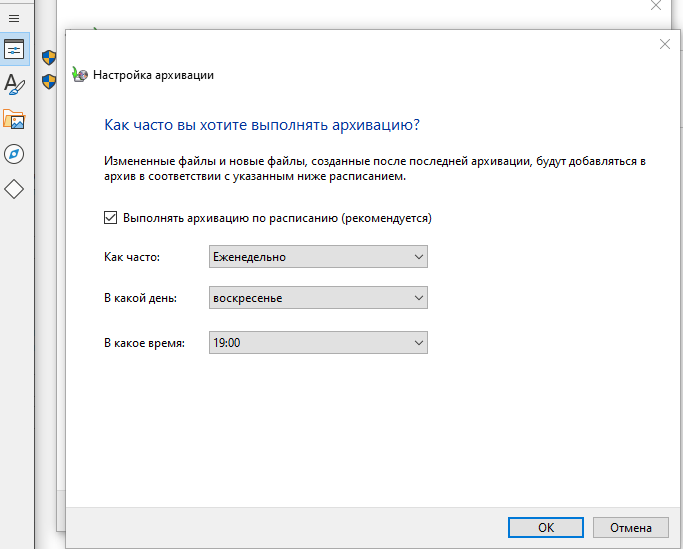 Настройка архивации
Как часто вы хотите выполнять архивацию?
Измененные файлы и новые файлы, созданные после последней архивации, будут добавляться в
архив в соответствии с указанным ниже расписанием.
Выполнять архивацию по расписанию (рекомендуется)
Как часто: Еженедельно
В какой день: воскресенье
В какое время: 19:00
OK Отмена